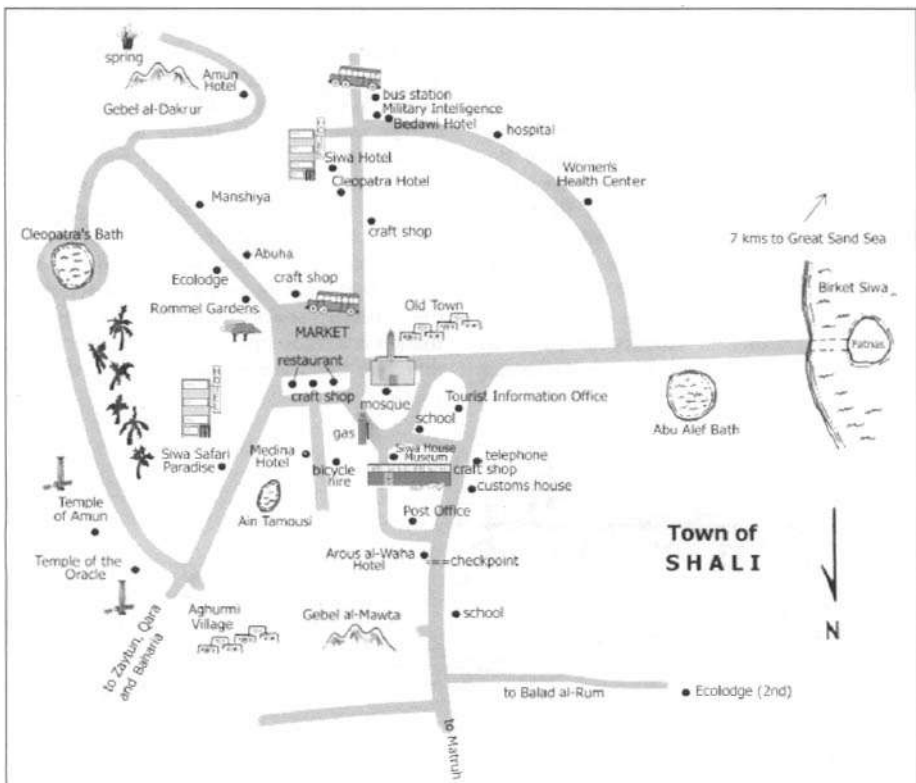 spring
Amun
Hotel
Gebel al-Dakrur
bus station
Military Intelligence
Bedawi Hotel
hospital
Siwa Hotel
Cleopatra Hotel
Women's
Health Center
Manshiya
craft shop
Cleopatra's Bath
7 kms to Great Sand Sea
Abuha
Ecolodge
craft shop
Birket Siwa
Rommel Gardens
Old Town
MARKET
Fatnas
restaurant
craft shop
mosque
Tourist Information Office
school
Abu Alef Bath
gas
Siwa House
Museum
Medina
Hotel
telephone
Siwa Safari
Paradise
bicycle
hire
craft shop
customs house
Temple
of Amun
Ain Tamousi
Post Office
Town of
SHALI
Arous al-Waha
Hotel
checkpoint
Temple of the
Oracle
Aghurmi
Village
Gebel al-Mawta
school
N
to Zaytun, Qara
and Baharia
to Balad al-Rum
Ecolodge (2nd)
to Matruh